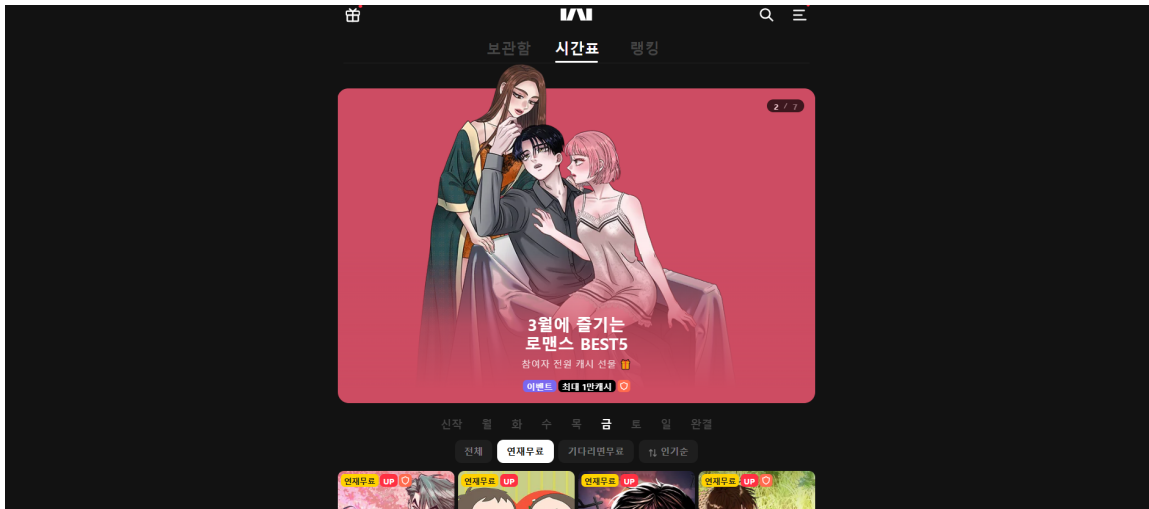 보관함 시간표 랭킹
2 / 7
3월에 즐기는
로맨스 BEST5
참여자 전원 캐시 선물
이벤트 최대 1만캐시
신작 월 화 수 목 금 토 일 완결
전체 연재무료 기다리면무료 인기순
연재무료 UP 연재무료 UP 연재무료 UP 연재무료 UP